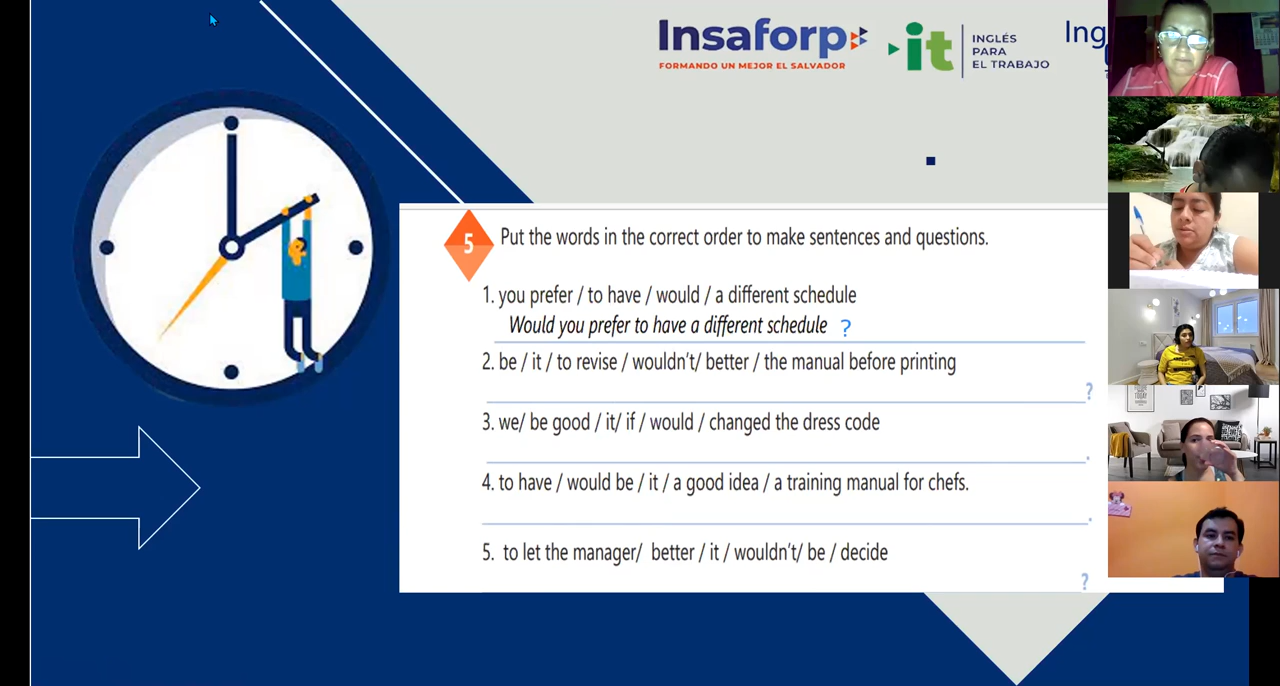 Insaforp
FORMANDO UN MEJOR EL SALVADOR
it
INGLÉS
PARA
EL TRABAJO
Ing
5
Put the words in the correct order to make sentences and questions.
1. you prefer / to have / would / a different schedule
Would you prefer to have a different schedule ?
2. be / it / to revise / wouldn't/ better / the manual before printing
?
3. we/ be good / it/ if / would / changed the dress code
.
4. to have / would be / it / a good idea / a training manual for chefs.
.
5. to let the manager/ better / it / wouldn't/ be / decide
?